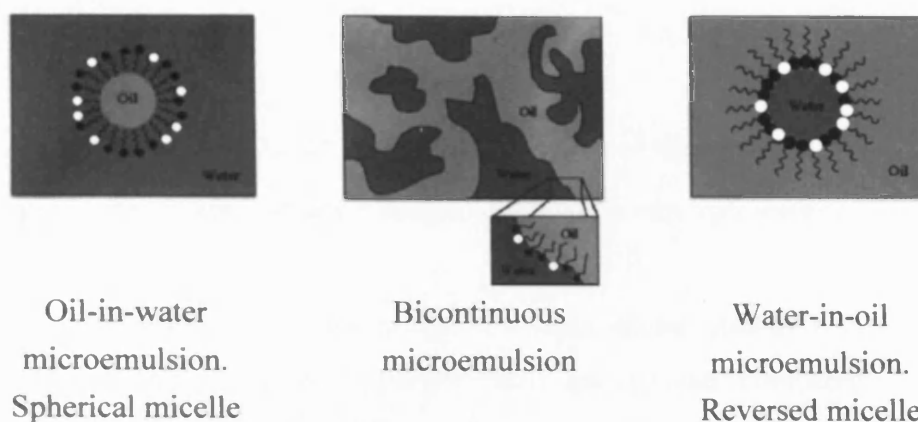 Oil
Water
Oil
Water
Oil
Water
Water
Oil
Oil-in-water
microemulsion.
Spherical micelle
Bicontinuous
microemulsion
Water-in-oil
microemulsion.
Reversed micelle